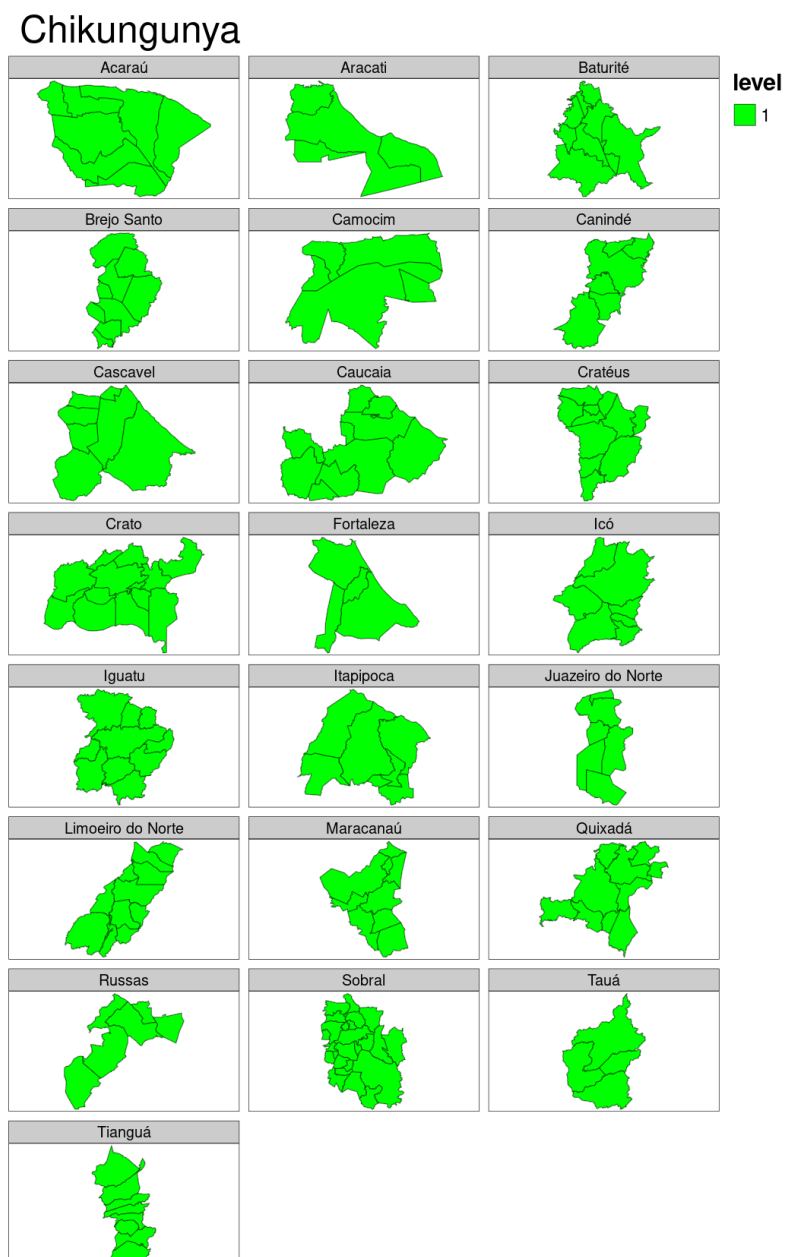 Chikungunya
Acaraú
Aracati
Baturité
level
1
Brejo Santo
Camocim
Canindé
Cascavel
Caucaia
Cratéus
Crato
Fortaleza
Icó
Iguatu
Itapipoca
Juazeiro do Norte
Limoeiro do Norte
Maracanaú
Quixadá
Russas
Sobral
Tauá
Tianguá